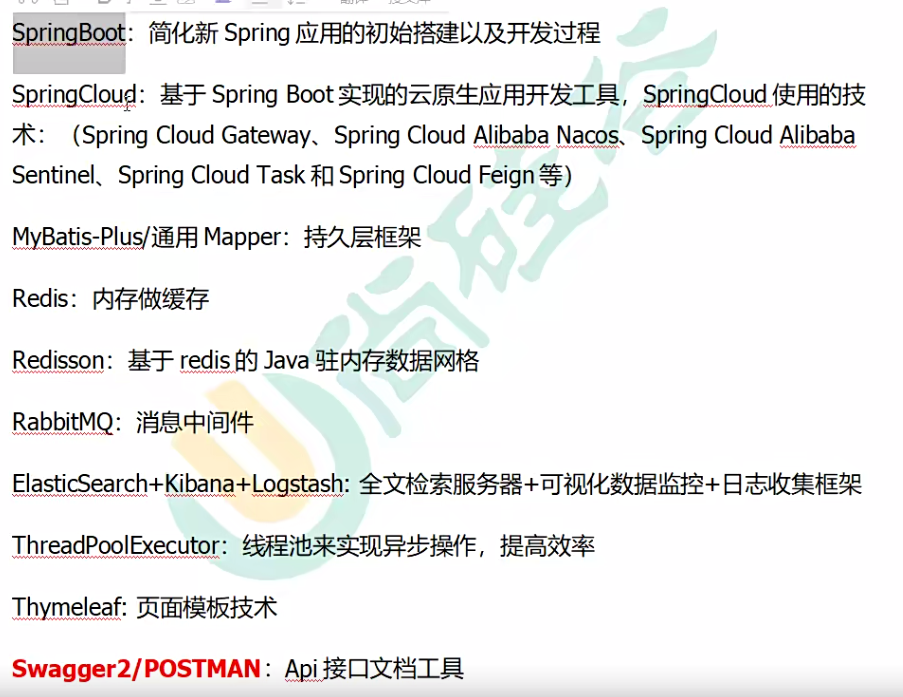 SpringBoot：简化新 Spring 应用的初始搭建以及开发过程
SpringCloud：基于 Spring Boot 实现的云原生应用开发工具，SpringCloud 使用的技
术：（Spring Cloud Gateway、Spring Cloud Alibaba Nacos、Spring Cloud Alibaba
Sentinel、Spring Cloud Task 和 Spring Cloud Feign 等）
MyBatis-Plus/通用 Mapper：持久层框架
Redis：内存做缓存
Redisson：基于 redis 的 Java 驻内存数据网格
RabbitMQ：消息中间件
ElasticSearch+Kibana+Logstash: 全文检索服务器+可视化数据监控+日志收集框架
ThreadPoolExecutor：线程池来实现异步操作，提高效率
Thymeleaf: 页面模板技术
Swagger2/POSTMAN：Api 接口文档工具
尚硅谷